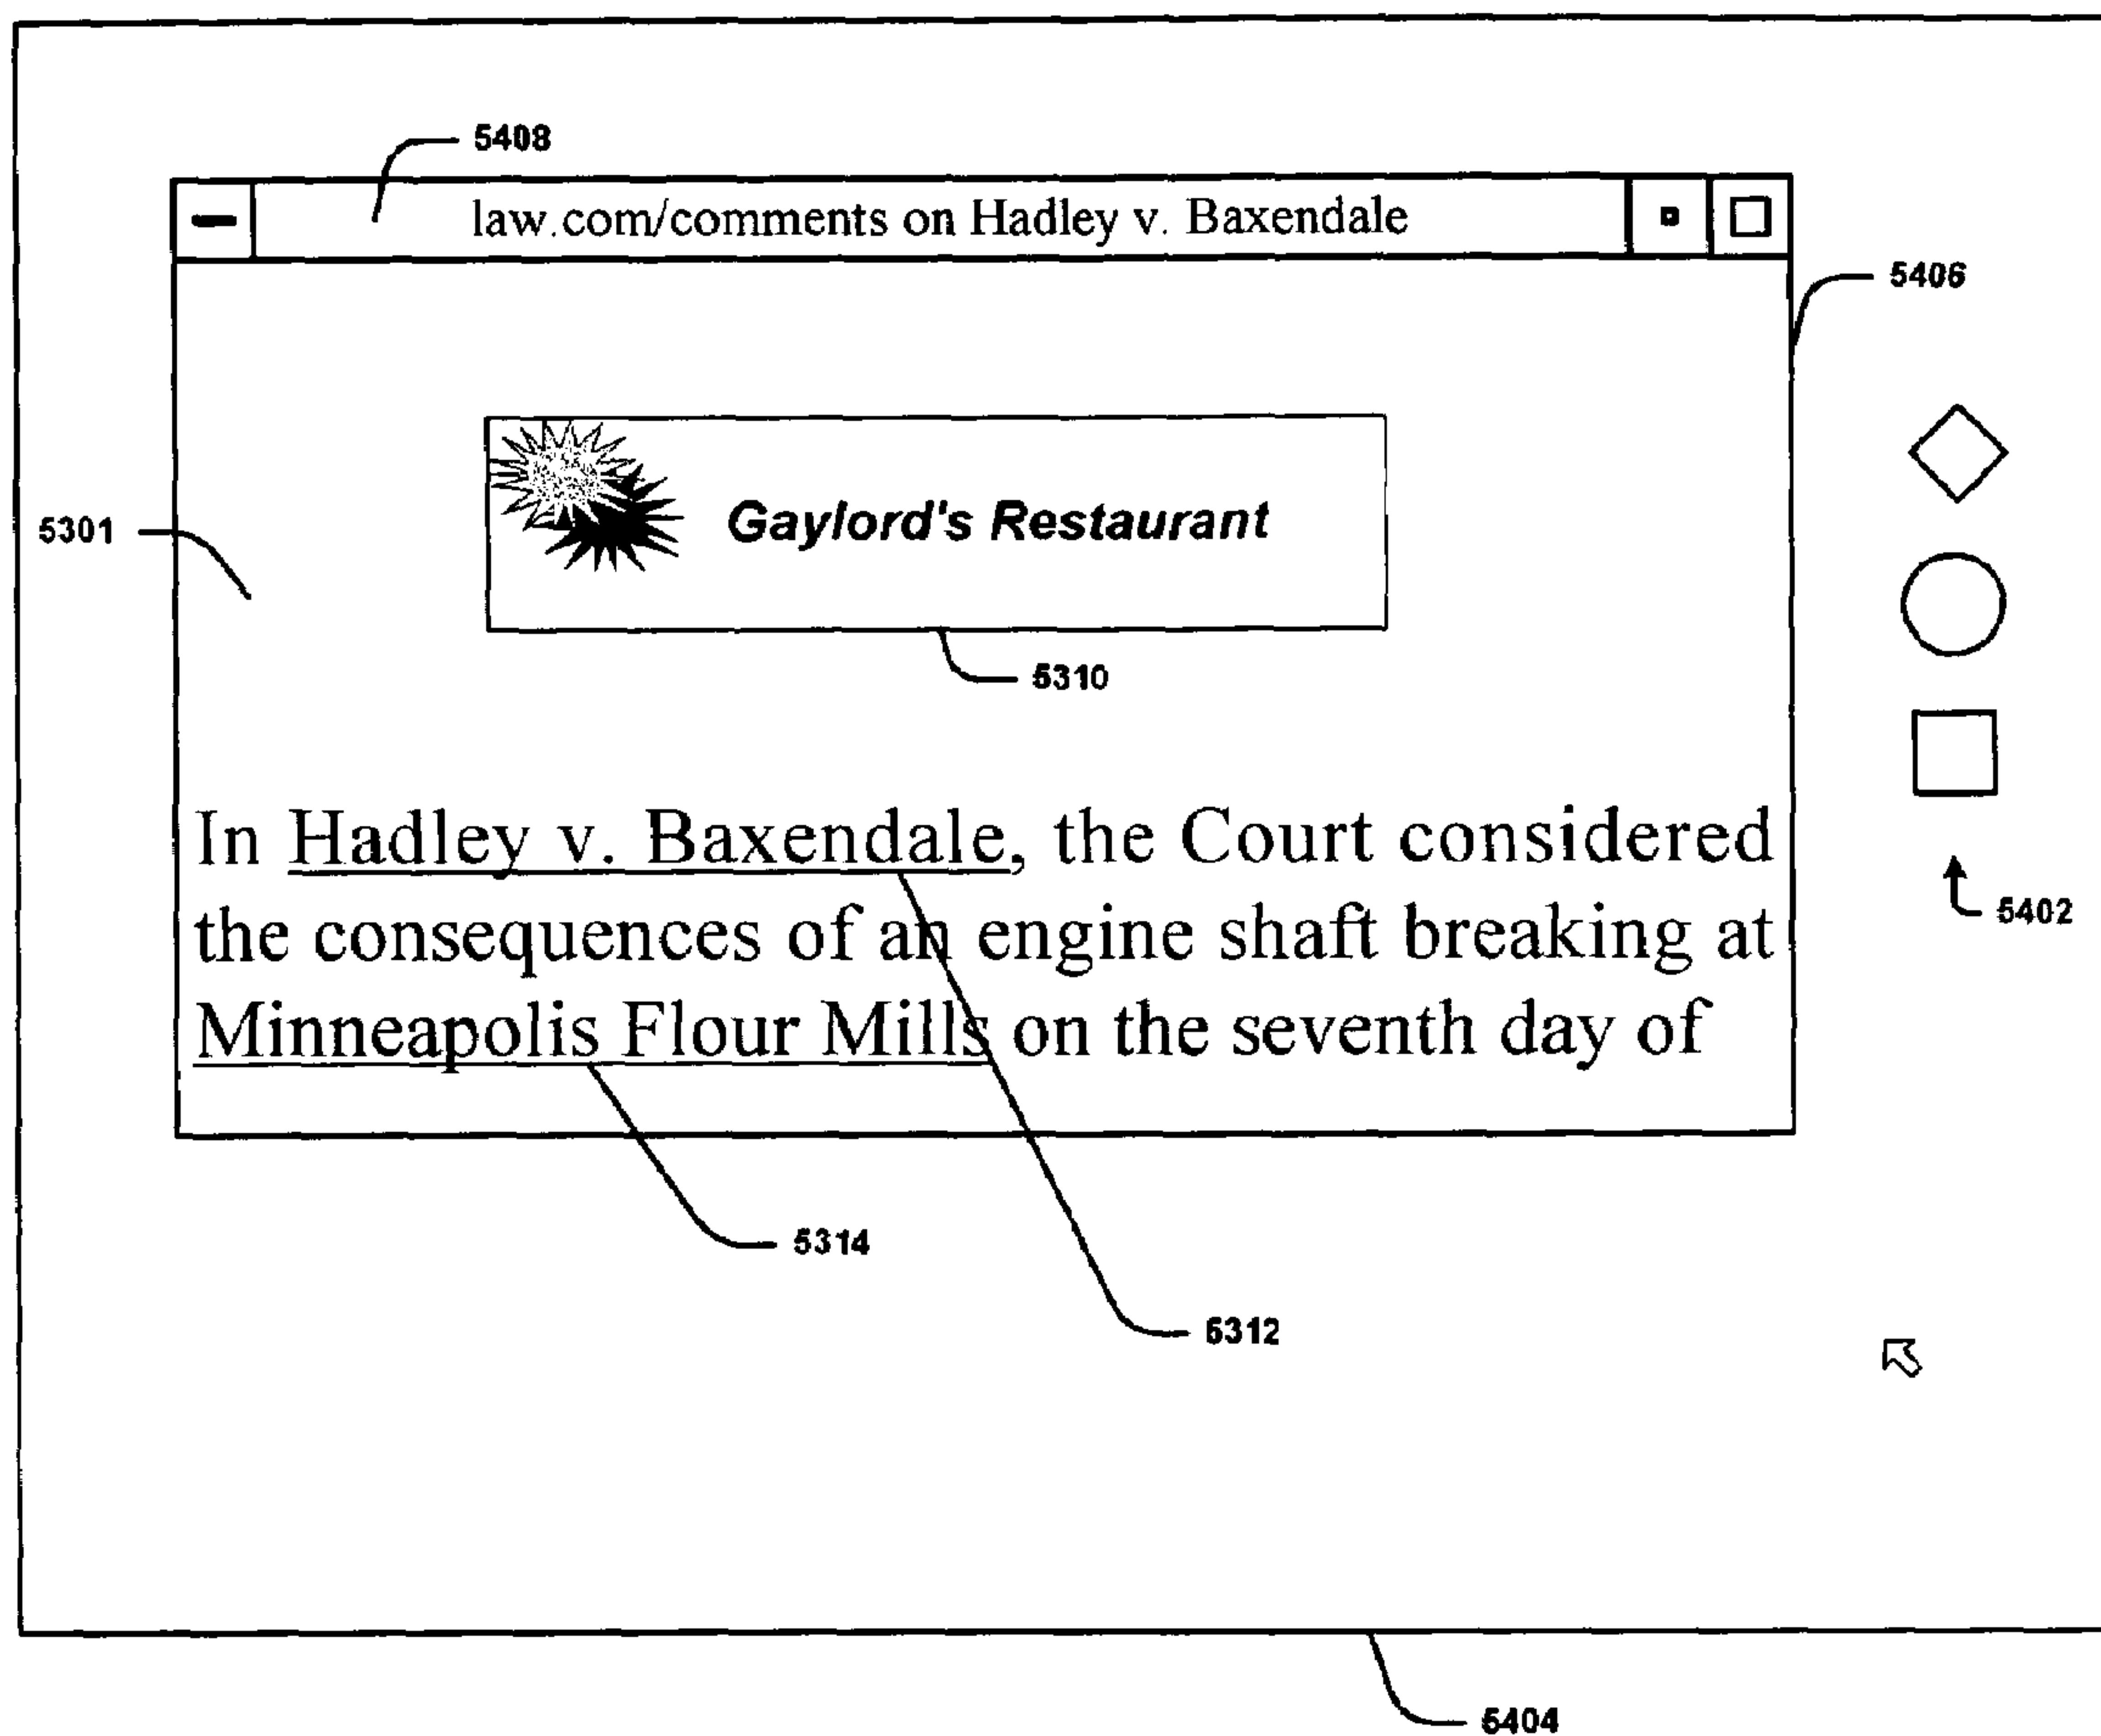 5408
law.com/comments on Hadley v. Baxendale
5406
Gaylord's Restaurant
5301
5310
In Hadley v. Baxendale, the Court considered
the consequences of an engine shaft breaking at
Minneapolis Flour Mills on the seventh day of
5402
5314
5312
5404